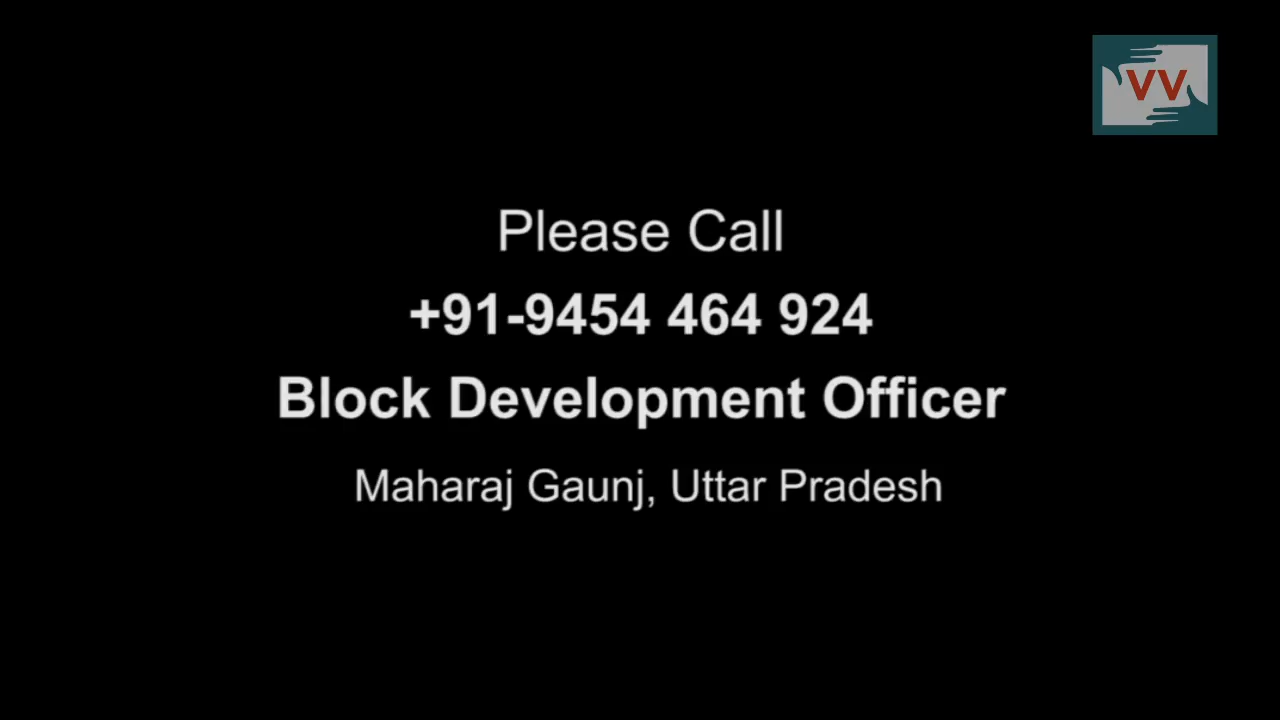 VV
Please Call
+91-9454 464 924
Block Development Officer
Maharaj Gaunj, Uttar Pradesh